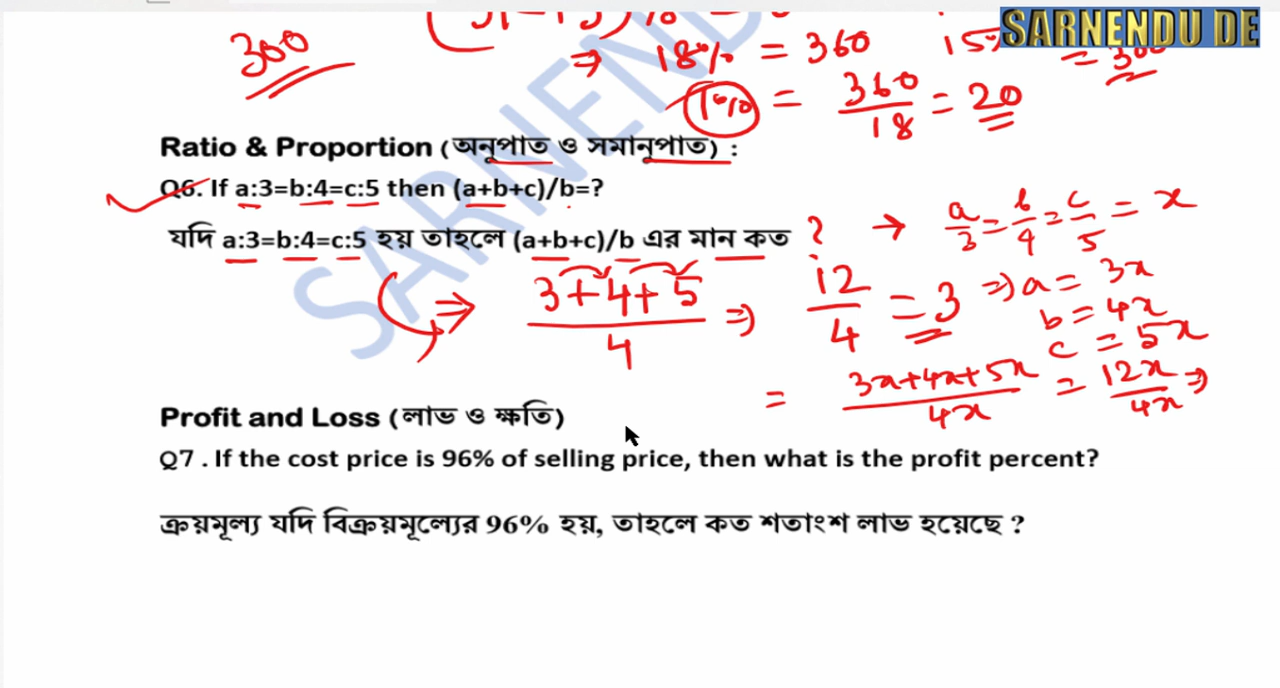 SARNENDU DE
300
18% = 360
1% = 360/18 = 20
Ratio & Proportion (অনুপাত ও সমানুপাত) :
Q6. If a:3=b:4=c:5 then (a+b+c)/b=?
যদি a:3=b:4=c:5 হয় তাহলে (a+b+c)/b এর মান কত ? → a/3 = b/4 = c/5 = x
⇒ 3+4+5/4 ⇒ 12/4 = 3 ⇒ a = 3x
b = 4x
c = 5x
= 3x+4x+5x/4x = 12x/4x ⇒
Profit and Loss (লাভ ও ক্ষতি)
Q7 . If the cost price is 96% of selling price, then what is the profit percent?
ক্রয়মূল্য যদি বিক্রয়মূল্যের 96% হয়, তাহলে কত শতাংশ লাভ হয়েছে ?
SARNEND